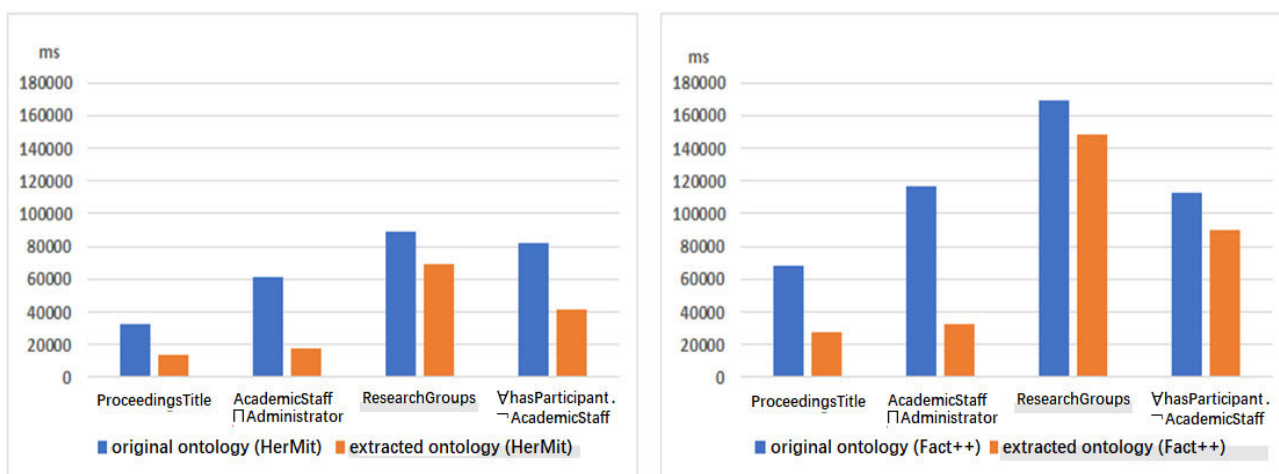 ms
180000
160000
140000
120000
100000
80000
60000
40000
20000
0
ProceedingsTitle
AcademicStaff
⨅Administrator
ResearchGroups
∀hasParticipant.
¬AcademicStaff
original ontology (HerMit) extracted ontology (HerMit)
ms
180000
160000
140000
120000
100000
80000
60000
40000
20000
0
ProceedingsTitle
AcademicStaff
⨅Administrator
ResearchGroups
∀hasParticipant.
¬AcademicStaff
original ontology (Fact++) extracted ontology (Fact++)